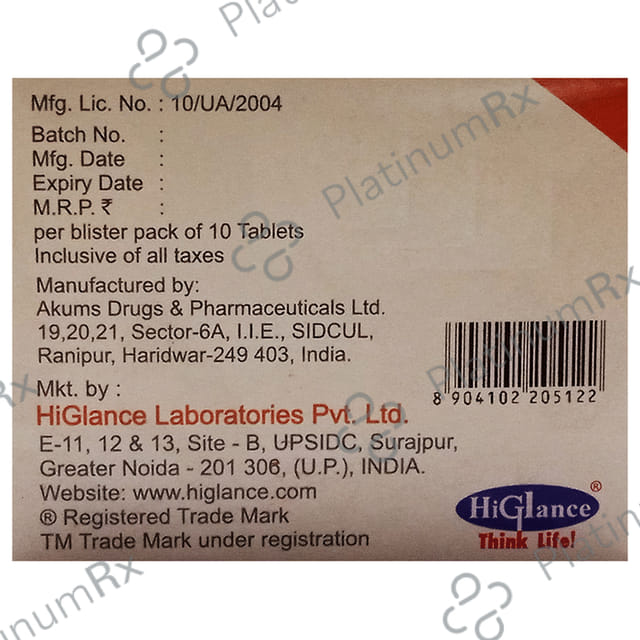 Mfg. Lic. No. : 10/UA/2004
Batch No. :
Mfg. Date :
Expiry Date :
M.R.P. ₹ :
per blister pack of 10 Tablets
Inclusive of all taxes
Manufactured by:
Akums Drugs & Pharmaceuticals Ltd.
19,20,21, Sector-6A, I.I.E., SIDCUL,
Ranipur, Haridwar-249 403, India.
8 904102 205122
Mkt. by :
HiGlance Laboratories Pvt. Ltd.
E-11, 12 & 13, Site - B, UPSIDC, Surajpur,
Greater Noida - 201 306, (U.P.), INDIA.
Website: www.higlance.com
® Registered Trade Mark
TM Trade Mark under registration
HiGlance®
Think Life!
PlatinumRx
PlatinumRx
PlatinumRx